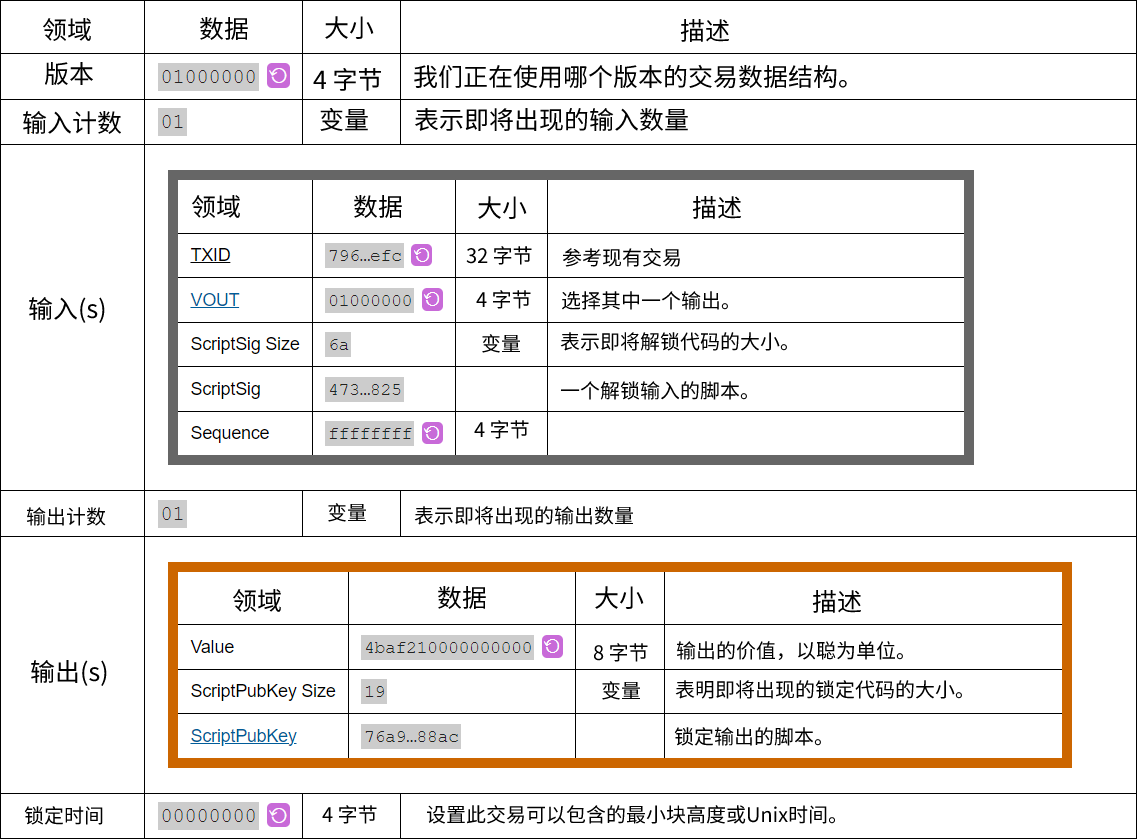 领域 数据 大小 描述
版本 01000000 4 字节 我们正在使用哪个版本的交易数据结构。
输入计数 01 变量 表示即将出现的输入数量
输入(s)
领域 数据 大小 描述
TXID 796…efc 32 字节 参考现有交易
VOUT 01000000 4 字节 选择其中一个输出。
ScriptSig Size 6a 变量 表示即将解锁代码的大小。
ScriptSig 473…825 一个解锁输入的脚本。
Sequence ffffffff 4 字节
输出计数 01 变量 表示即将出现的输出数量
输出(s)
领域 数据 大小 描述
Value 4baf210000000000 8 字节 输出的价值，以聪为单位。
ScriptPubKey Size 19 变量 表明即将出现的锁定代码的大小。
ScriptPubKey 76a9…88ac 锁定输出的脚本。
锁定时间 00000000 4 字节 设置此交易可以包含的最小块高度或Unix时间。